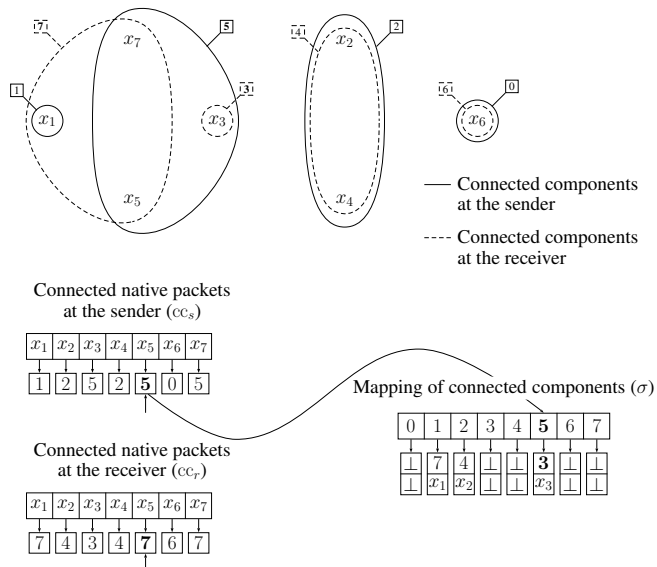 7
5
4
2
x7
x2
6
0
1
3
x1
x3
x6
x5
x4
Connected components
at the sender
Connected components
at the receiver
Connected native packets
at the sender (ccs)
x1 x2 x3 x4 x5 x6 x7
1 2 5 2 5 0 5
Mapping of connected components (σ)
0 1 2 3 4 5 6 7
⊥ 7 4 ⊥ ⊥ 3 ⊥ ⊥
⊥ x1 x2 ⊥ ⊥ x3 ⊥ ⊥
Connected native packets
at the receiver (ccr)
x1 x2 x3 x4 x5 x6 x7
7 4 3 4 7 6 7